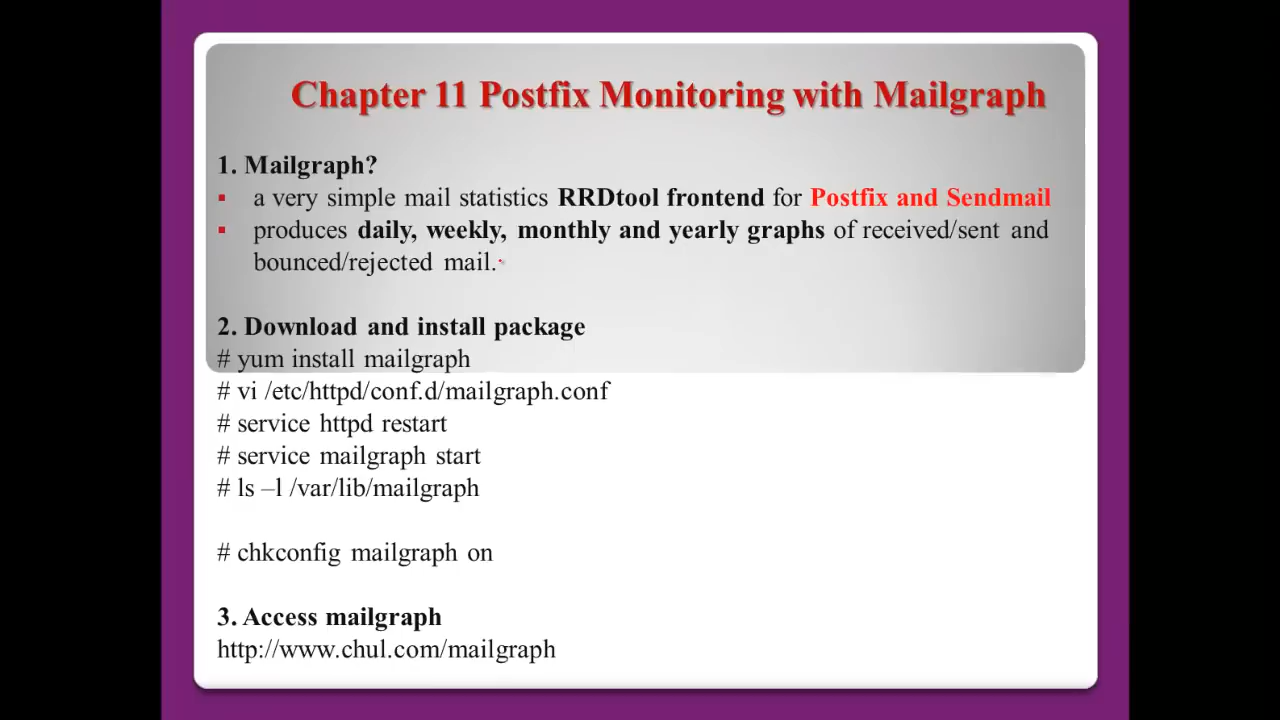 Chapter 11 Postfix Monitoring with Mailgraph
1. Mailgraph?
▪ a very simple mail statistics RRDtool frontend for Postfix and Sendmail
▪ produces daily, weekly, monthly and yearly graphs of received/sent and
bounced/rejected mail.
2. Download and install package
# yum install mailgraph
# vi /etc/httpd/conf.d/mailgraph.conf
# service httpd restart
# service mailgraph start
# ls –l /var/lib/mailgraph
# chkconfig mailgraph on
3. Access mailgraph
http://www.chul.com/mailgraph